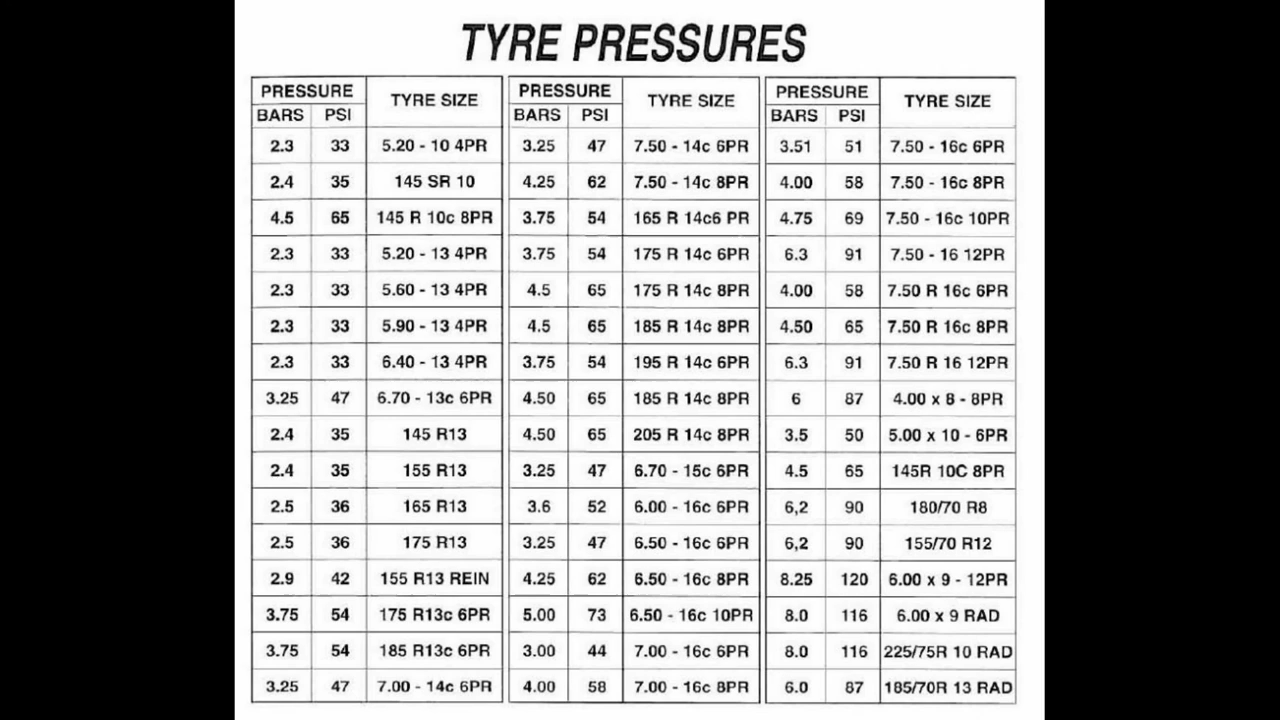 TYRE PRESSURES
PRESSURE TYRE SIZE PRESSURE TYRE SIZE PRESSURE TYRE SIZE
BARS PSI BARS PSI BARS PSI
2.3 33 5.20 - 10 4PR 3.25 47 7.50 - 14c 6PR 3.51 51 7.50 - 16c 6PR
2.4 35 145 SR 10 4.25 62 7.50 - 14c 8PR 4.00 58 7.50 - 16c 8PR
4.5 65 145 R 10c 8PR 3.75 54 165 R 14c6 PR 4.75 69 7.50 - 16c 10PR
2.3 33 5.20 - 13 4PR 3.75 54 175 R 14c 6PR 6.3 91 7.50 - 16 12PR
2.3 33 5.60 - 13 4PR 4.5 65 175 R 14c 8PR 4.00 58 7.50 R 16c 6PR
2.3 33 5.90 - 13 4PR 4.5 65 185 R 14c 8PR 4.50 65 7.50 R 16c 8PR
2.3 33 6.40 - 13 4PR 3.75 54 195 R 14c 6PR 6.3 91 7.50 R 16 12PR
3.25 47 6.70 - 13c 6PR 4.50 65 185 R 14c 8PR 6 87 4.00 x 8 - 8PR
2.4 35 145 R13 4.50 65 205 R 14c 8PR 3.5 50 5.00 x 10 - 6PR
2.4 35 155 R13 3.25 47 6.70 - 15c 6PR 4.5 65 145R 10C 8PR
2.5 36 165 R13 3.6 52 6.00 - 16c 6PR 6,2 90 180/70 R8
2.5 36 175 R13 3.25 47 6.50 - 16c 6PR 6,2 90 155/70 R12
2.9 42 155 R13 REIN 4.25 62 6.50 - 16c 8PR 8.25 120 6.00 x 9 - 12PR
3.75 54 175 R13c 6PR 5.00 73 6.50 - 16c 10PR 8.0 116 6.00 x 9 RAD
3.75 54 185 R13c 6PR 3.00 44 7.00 - 16c 6PR 8.0 116 225/75R 10 RAD
3.25 47 7.00 - 14c 6PR 4.00 58 7.00 - 16c 8PR 6.0 87 185/70R 13 RAD